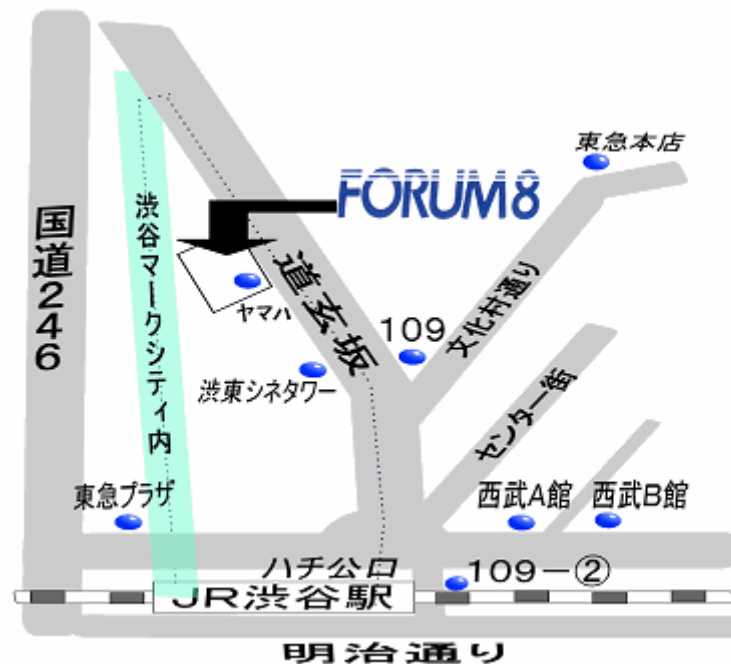 東急本店
FORUM8
国道246
渋谷マークシティ内
ヤマハ
道玄坂
109
文化村通り
渋東シネタワー
センター街
東急プラザ
西武A館
西武B館
ハチ公口
109-②
JR渋谷駅
明治通り